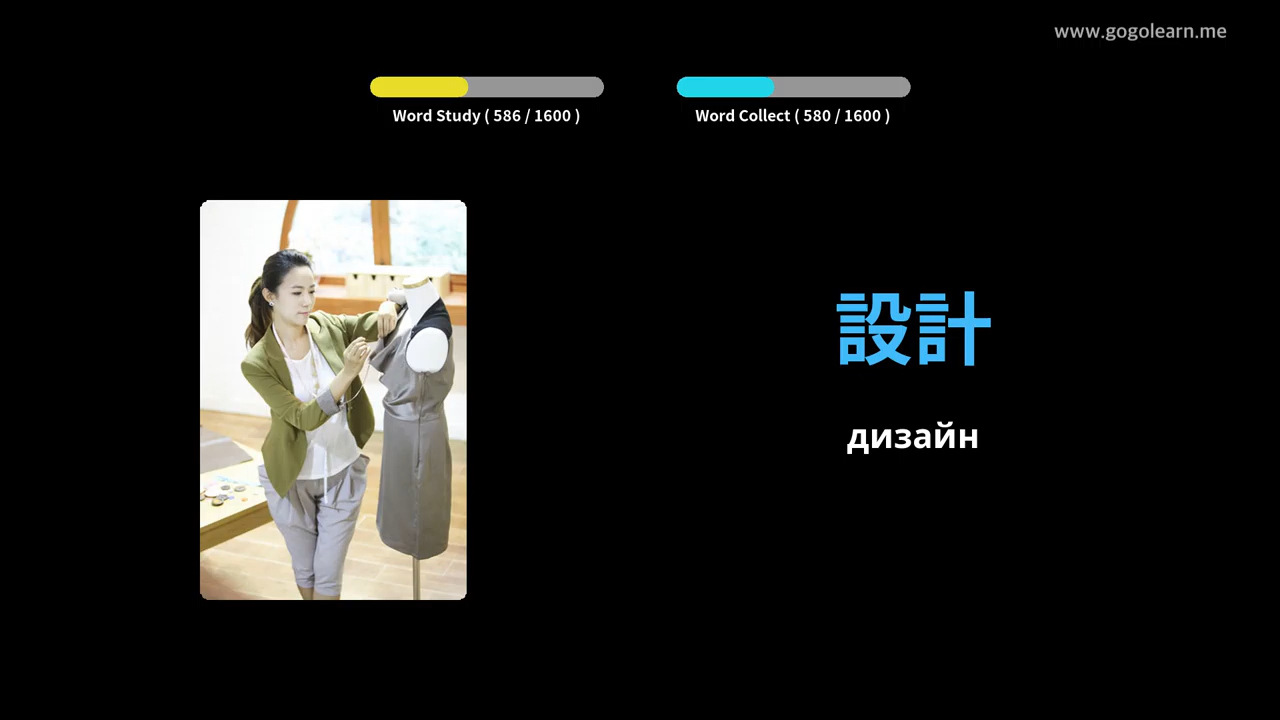 www.gogolearn.me
Word Study ( 586 / 1600 )
Word Collect ( 580 / 1600 )
設計
дизайн